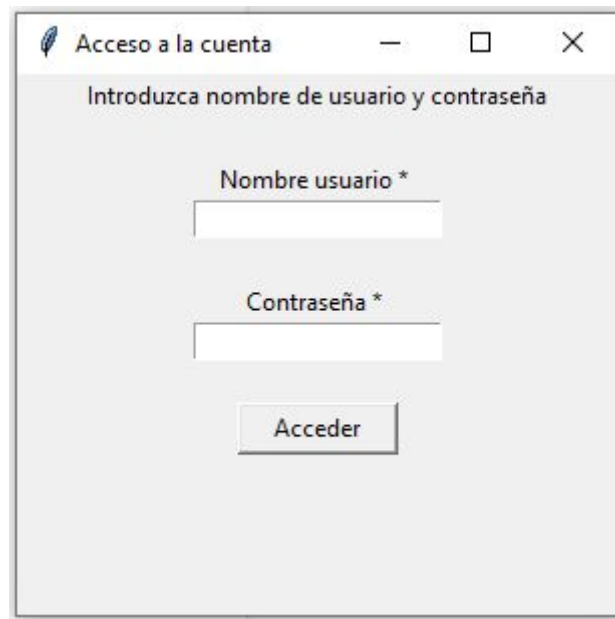 Acceso a la cuenta
Introduzca nombre de usuario y contraseña
Nombre usuario *
Contraseña *
Acceder